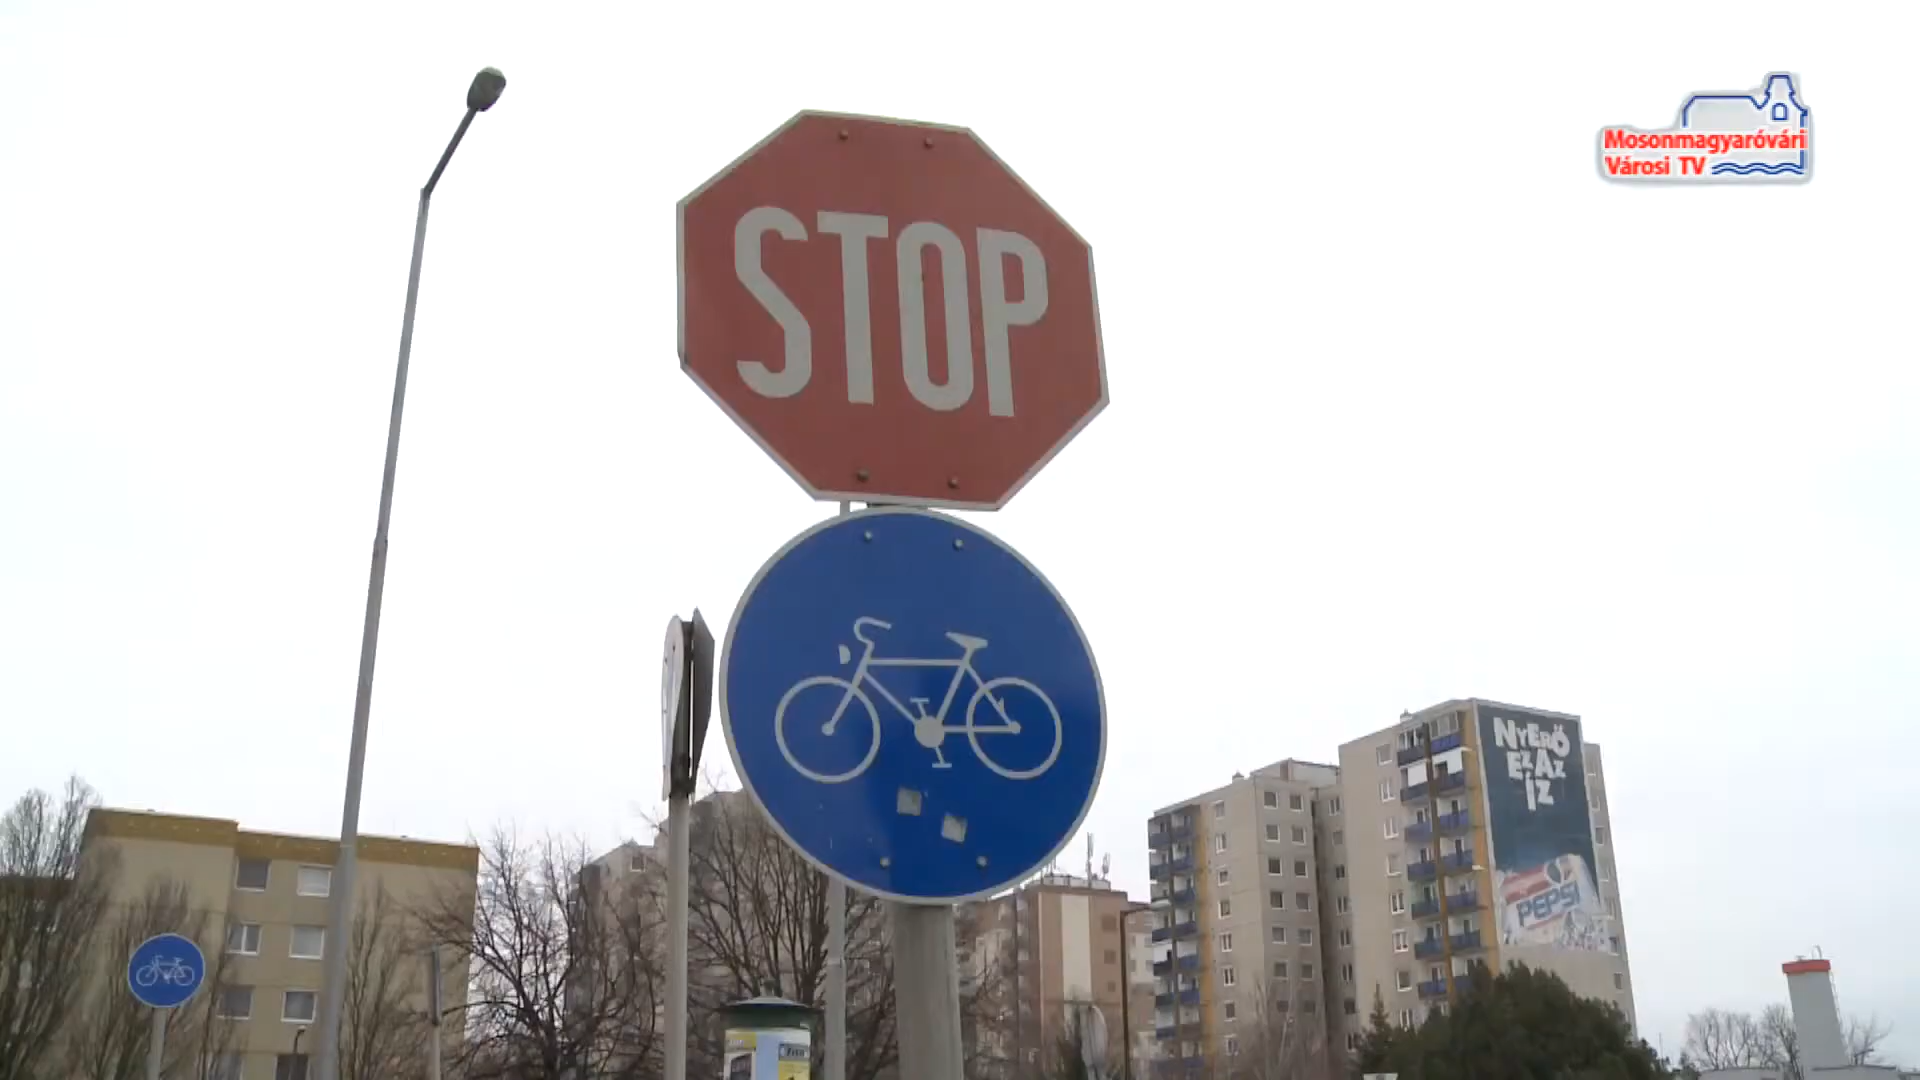 Mosonmagyaróvári
Városi TV
STOP
NYERŐ
EZ AZ
ÍZ
PEPSI